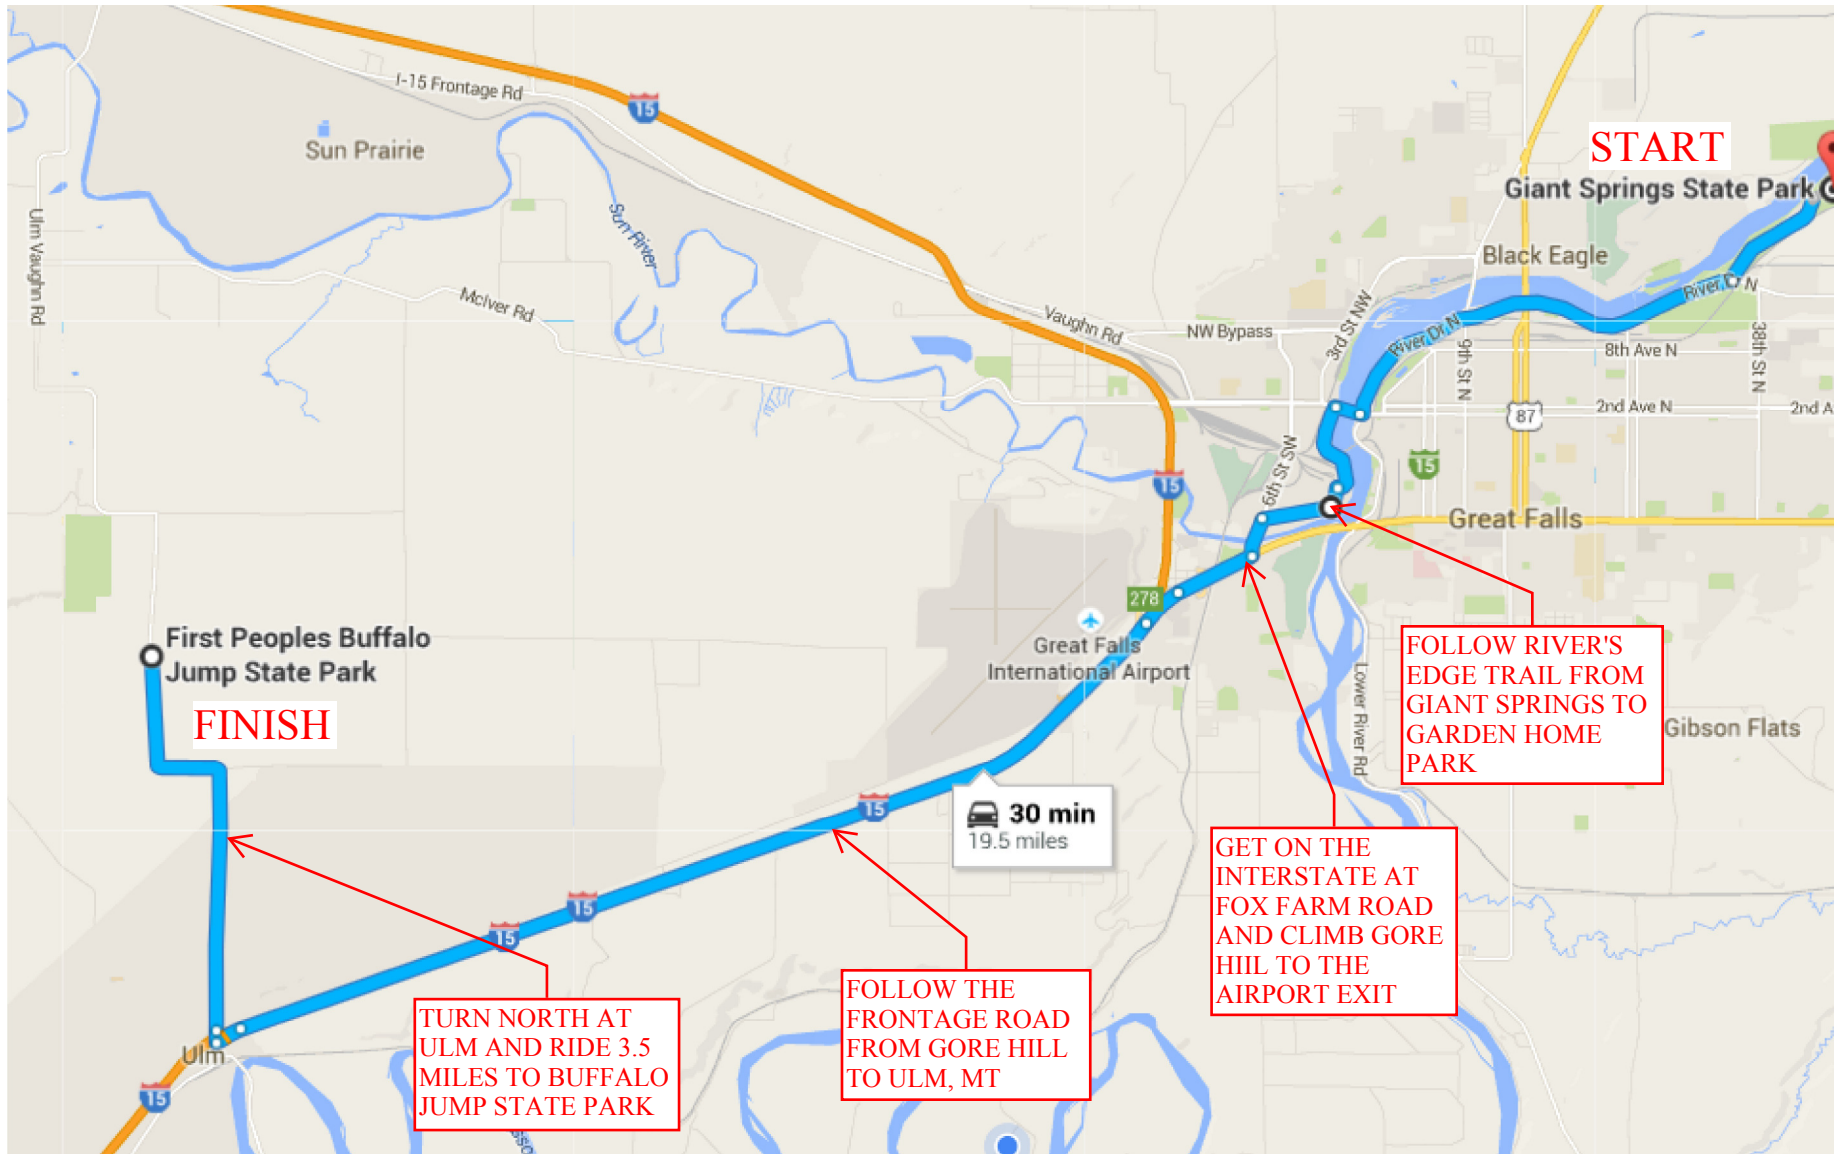 I-15 Frontage Rd
15
Sun Prairie
START
Giant Springs State Park
Ulm Vaughn Rd
Sun River
Black Eagle
McIver Rd
Vaughn Rd
NW Bypass
3rd St NW
River Dr N
River Dr N
9th St N
8th Ave N
38th St N
2nd Ave N
2nd A
87
6th St SW
15
15
Great Falls
278
Great Falls
International Airport
First Peoples Buffalo
Jump State Park
FINISH
FOLLOW RIVER'S
EDGE TRAIL FROM
GIANT SPRINGS TO
GARDEN HOME
PARK
Lower River Rd
Gibson Flats
15
30 min
19.5 miles
GET ON THE
INTERSTATE AT
FOX FARM ROAD
AND CLIMB GORE
HIIL TO THE
AIRPORT EXIT
15
15
FOLLOW THE
FRONTAGE ROAD
FROM GORE HILL
TO ULM, MT
TURN NORTH AT
ULM AND RIDE 3.5
MILES TO BUFFALO
JUMP STATE PARK
Ulm
15